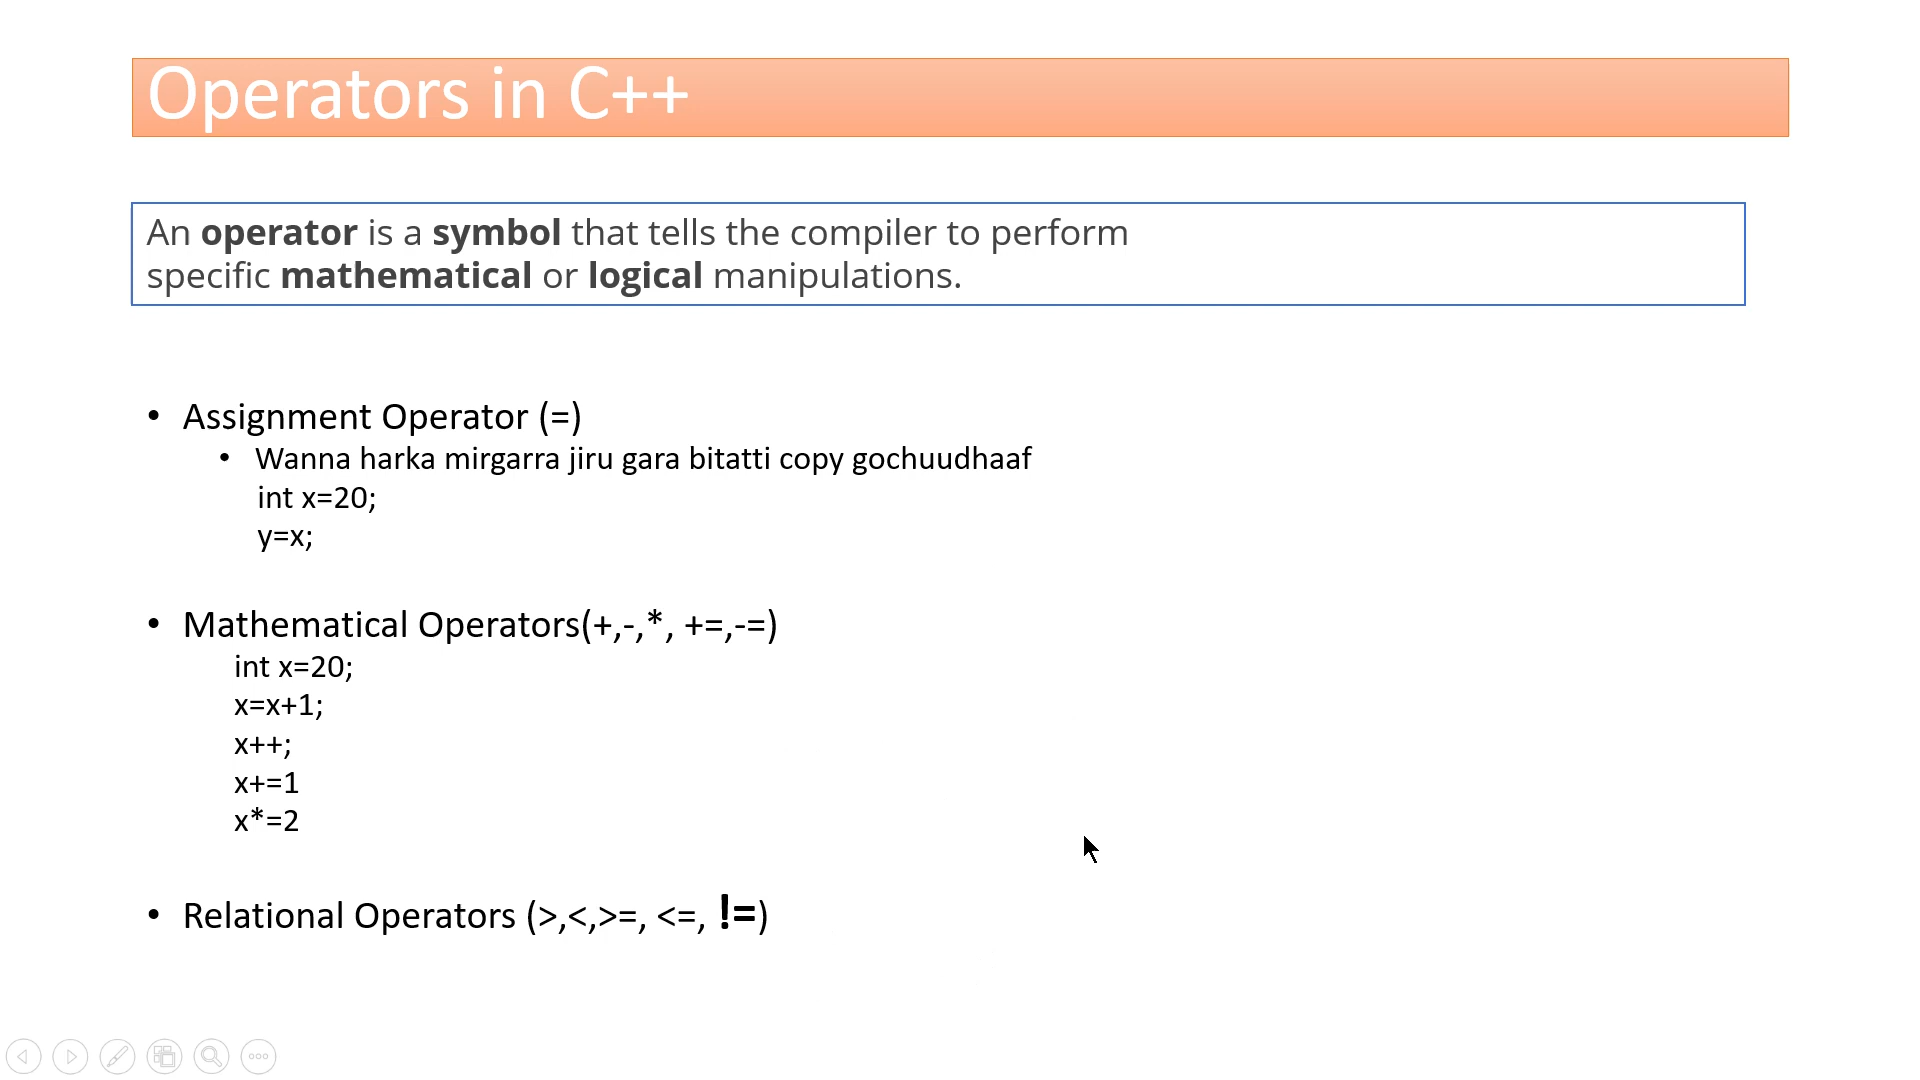 Operators in C++
An operator is a symbol that tells the compiler to perform
specific mathematical or logical manipulations.
• Assignment Operator (=)
• Wanna harka mirgarra jiru gara bitatti copy gochuudhaaf
int x=20;
y=x;
• Mathematical Operators(+,-,*, +=,-=)
int x=20;
x=x+1;
x++;
x+=1
x*=2
• Relational Operators (>,<,>=, <=, !=)